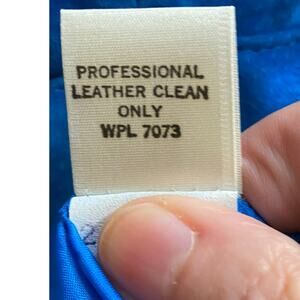 PROFESSIONAL
LEATHER CLEAN
ONLY
WPL 7073